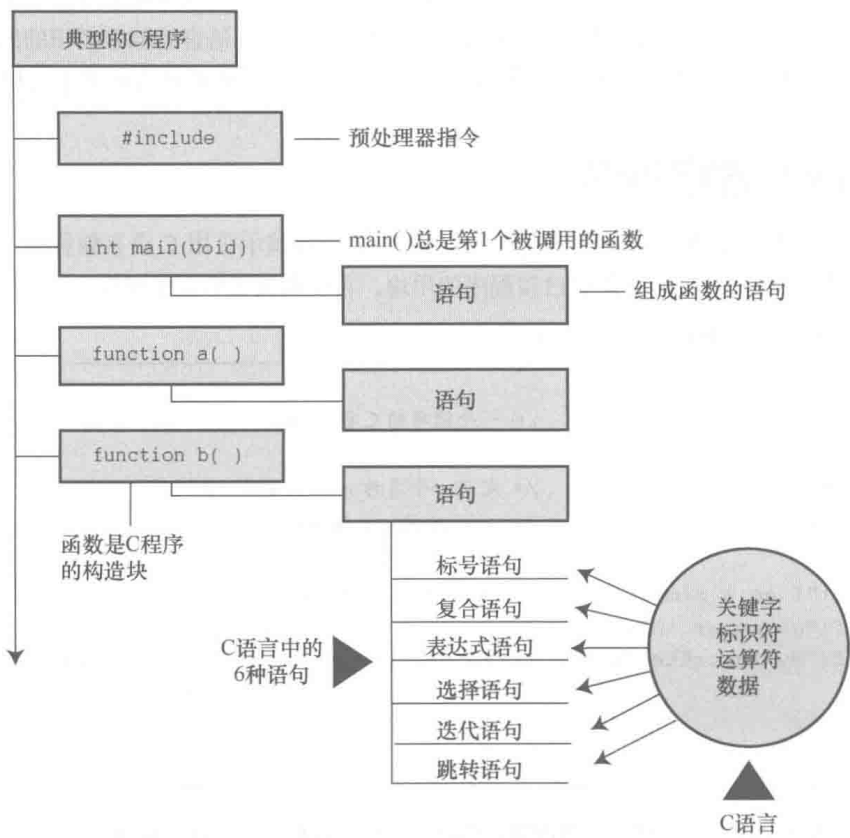 典型的C程序
#include
预处理器指令
int main(void)
main( )总是第1个被调用的函数
语句
组成函数的语句
function a( )
语句
function b( )
语句
函数是C程序
的构造块
标号语句
复合语句
表达式语句
选择语句
迭代语句
跳转语句
C语言中的
6种语句
关键字
标识符
运算符
数据
C语言